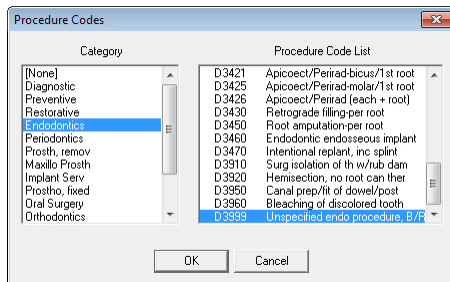 Procedure Codes
Category
[None]
Diagnostic
Preventive
Restorative
Endodontics
Periodontics
Prosth, remov
Maxillo Prosth
Implant Serv
Prostho, fixed
Oral Surgery
Orthodontics
Procedure Code List
D3421 Apicoect/Perirad-bicus/1st root
D3425 Apicoect/Perirad-molar/1st root
D3426 Apicoect/Perirad (each + root)
D3430 Retrograde filling-per root
D3450 Root amputation-per root
D3460 Endodontic endosseous implant
D3470 Intentional replant, inc splint
D3910 Surg isolation of th w/rub dam
D3920 Hemisection, no root can ther
D3950 Canal prep/fit of dowel/post
D3960 Bleaching of discolored tooth
D3999 Unspecified endo procedure, B/R
OK Cancel